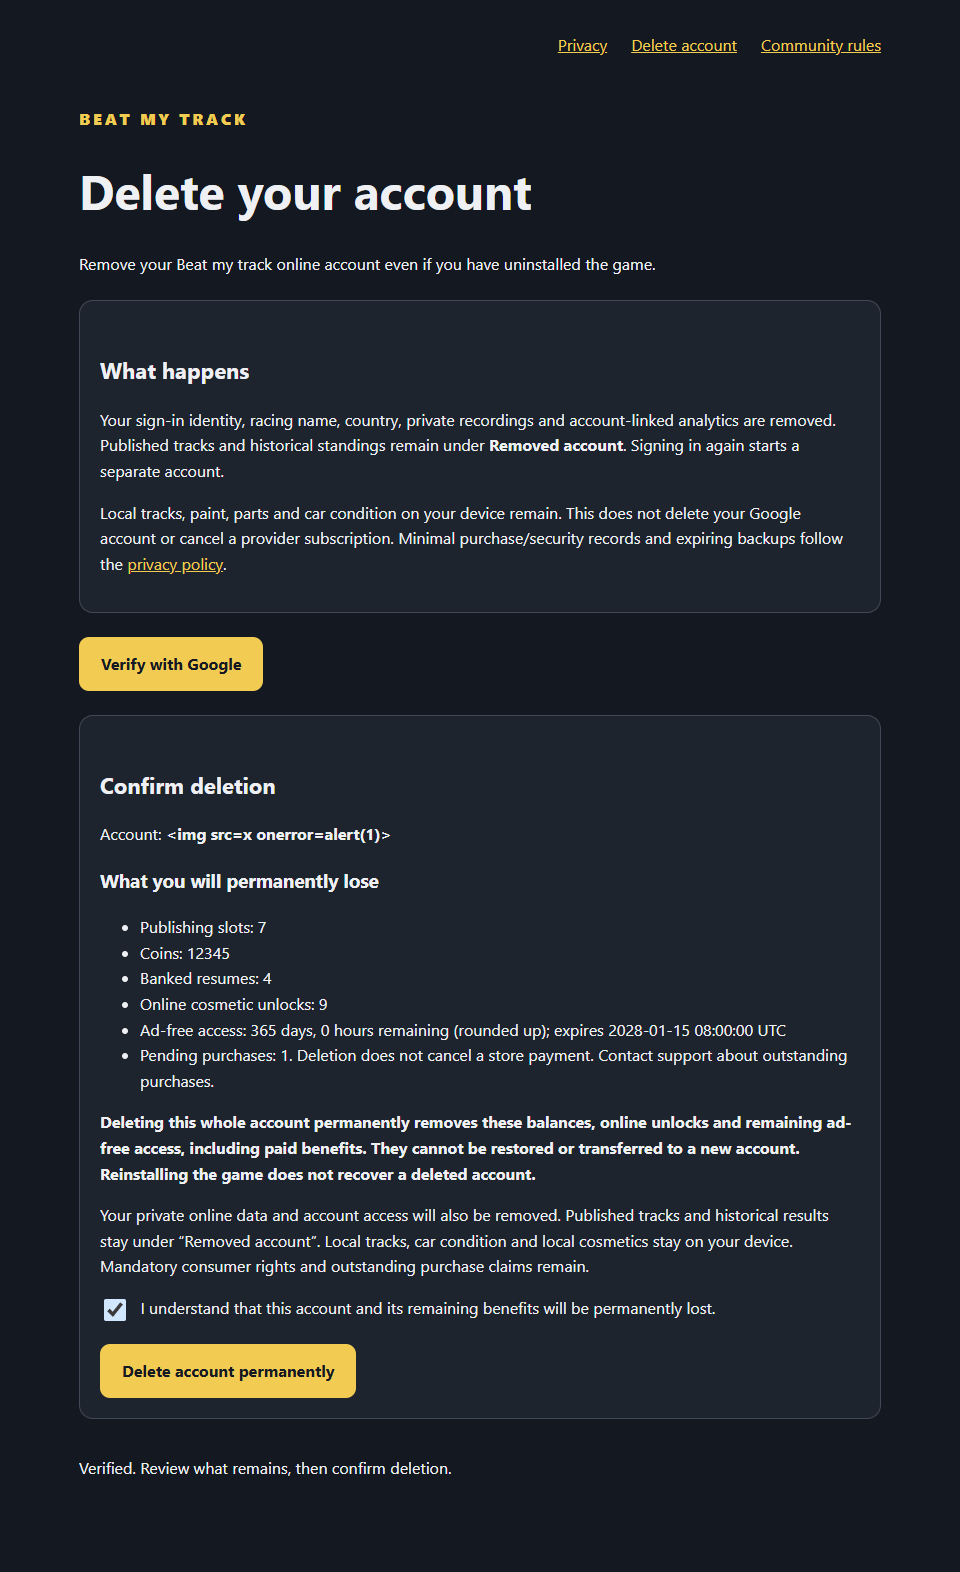 Privacy Delete account Community rules
BEAT MY TRACK
Delete your account
Remove your Beat my track online account even if you have uninstalled the game.
What happens
Your sign-in identity, racing name, country, private recordings and account-linked analytics are removed.
Published tracks and historical standings remain under Removed account. Signing in again starts a
separate account.
Local tracks, paint, parts and car condition on your device remain. This does not delete your Google
account or cancel a provider subscription. Minimal purchase/security records and expiring backups follow
the privacy policy.
Verify with Google
Confirm deletion
Account: <img src=x onerror=alert(1)>
What you will permanently lose
• Publishing slots: 7
• Coins: 12345
• Banked resumes: 4
• Online cosmetic unlocks: 9
• Ad-free access: 365 days, 0 hours remaining (rounded up); expires 2028-01-15 08:00:00 UTC
• Pending purchases: 1. Deletion does not cancel a store payment. Contact support about outstanding
purchases.
Deleting this whole account permanently removes these balances, online unlocks and remaining ad-
free access, including paid benefits. They cannot be restored or transferred to a new account.
Reinstalling the game does not recover a deleted account.
Your private online data and account access will also be removed. Published tracks and historical results
stay under “Removed account”. Local tracks, car condition and local cosmetics stay on your device.
Mandatory consumer rights and outstanding purchase claims remain.
I understand that this account and its remaining benefits will be permanently lost.
Delete account permanently
Verified. Review what remains, then confirm deletion.